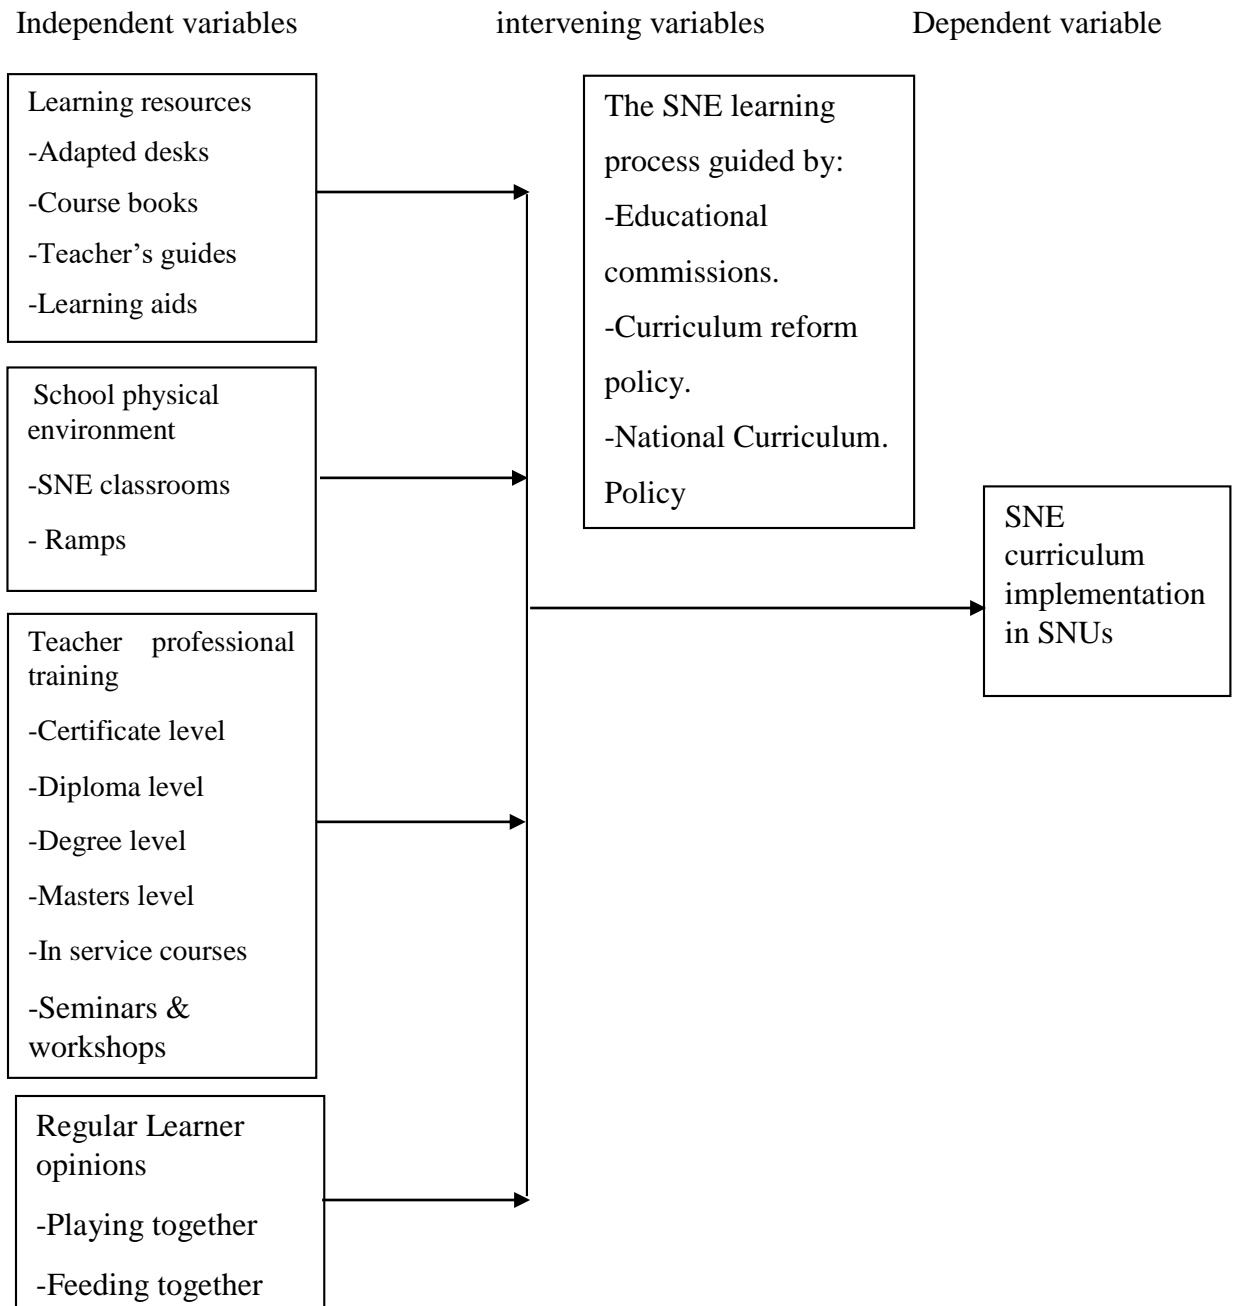 Independent variables intervening variables Dependent variable
Learning resources
-Adapted desks
-Course books
-Teacher’s guides
-Learning aids
School physical
environment
-SNE classrooms
- Ramps
Teacher professional
training
-Certificate level
-Diploma level
-Degree level
-Masters level
-In service courses
-Seminars &
workshops
Regular Learner
opinions
-Playing together
-Feeding together
The SNE learning
process guided by:
-Educational
commissions.
-Curriculum reform
policy.
-National Curriculum.
Policy
SNE
curriculum
implementation
in SNUs